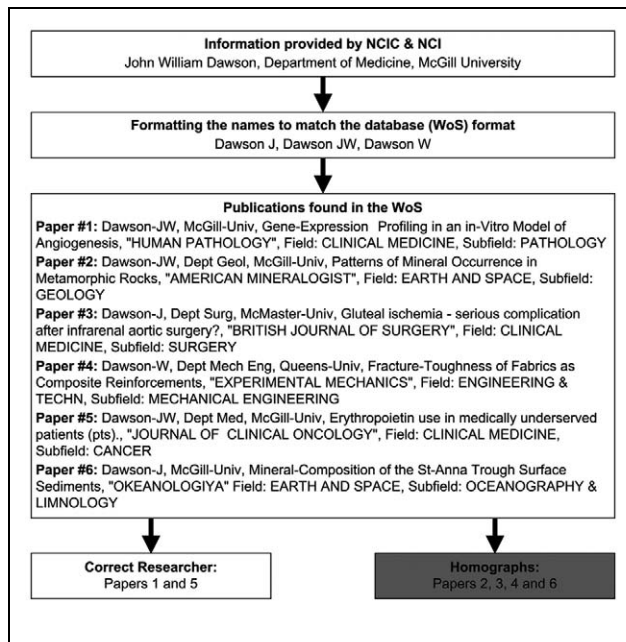 Information provided by NCIC & NCI
John William Dawson, Department of Medicine, McGill University
Formatting the names to match the database (WoS) format
Dawson J, Dawson JW, Dawson W
Publications found in the WoS
Paper #1: Dawson-JW, McGill-Univ, Gene-Expression Profiling in an in-Vitro Model of
Angiogenesis, "HUMAN PATHOLOGY", Field: CLINICAL MEDICINE, Subfield: PATHOLOGY
Paper #2: Dawson-JW, Dept Geol, McGill-Univ, Patterns of Mineral Occurrence in
Metamorphic Rocks, "AMERICAN MINERALOGIST", Field: EARTH AND SPACE, Subfield:
GEOLOGY
Paper #3: Dawson-J, Dept Surg, McMaster-Univ, Gluteal ischemia - serious complication
after infrarenal aortic surgery?, "BRITISH JOURNAL OF SURGERY", Field: CLINICAL
MEDICINE, Subfield: SURGERY
Paper #4: Dawson-W, Dept Mech Eng, Queens-Univ, Fracture-Toughness of Fabrics as
Composite Reinforcements, "EXPERIMENTAL MECHANICS", Field: ENGINEERING &
TECHN, Subfield: MECHANICAL ENGINEERING
Paper #5: Dawson-JW, Dept Med, McGill-Univ, Erythropoietin use in medically underserved
patients (pts)., "JOURNAL OF CLINICAL ONCOLOGY", Field: CLINICAL MEDICINE,
Subfield: CANCER
Paper #6: Dawson-J, McGill-Univ, Mineral-Composition of the St-Anna Trough Surface
Sediments, "OKEANOLOGIYA" Field: EARTH AND SPACE, Subfield: OCEANOGRAPHY &
LIMNOLOGY
Correct Researcher:
Papers 1 and 5
Homographs:
Papers 2, 3, 4 and 6